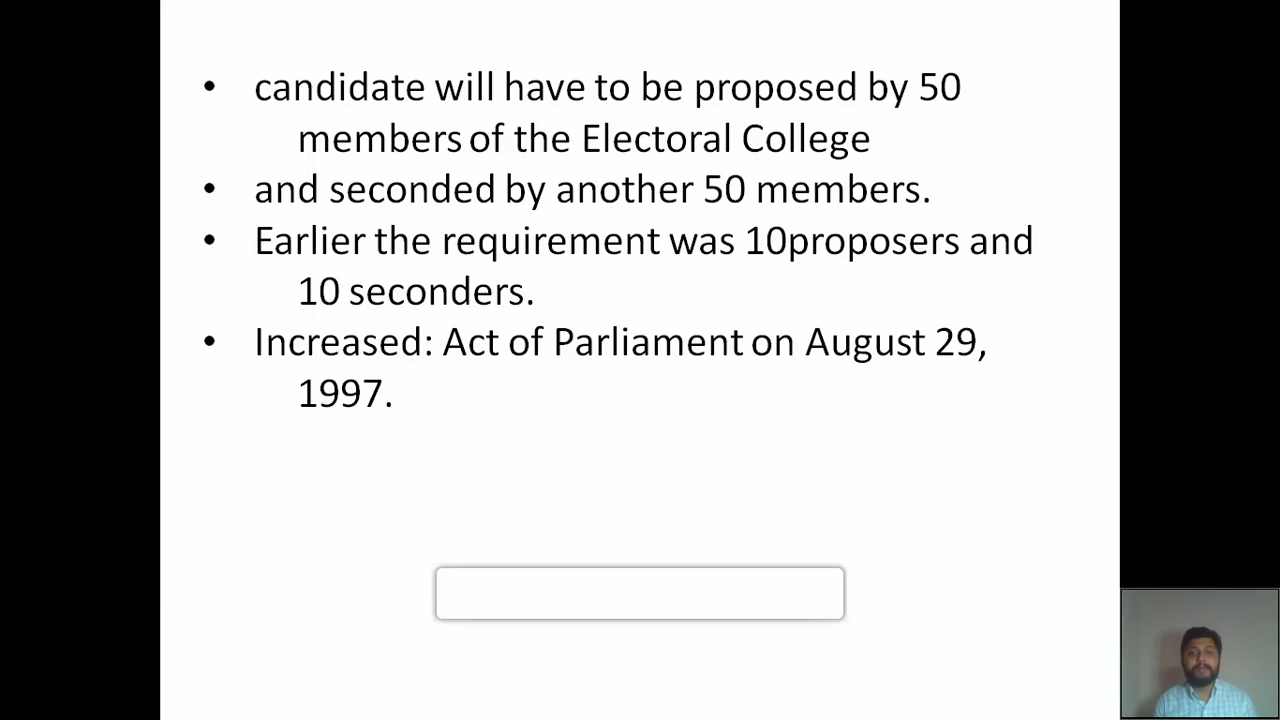 • candidate will have to be proposed by 50
members of the Electoral College
• and seconded by another 50 members.
• Earlier the requirement was 10proposers and
10 seconders.
• Increased: Act of Parliament on August 29,
1997.